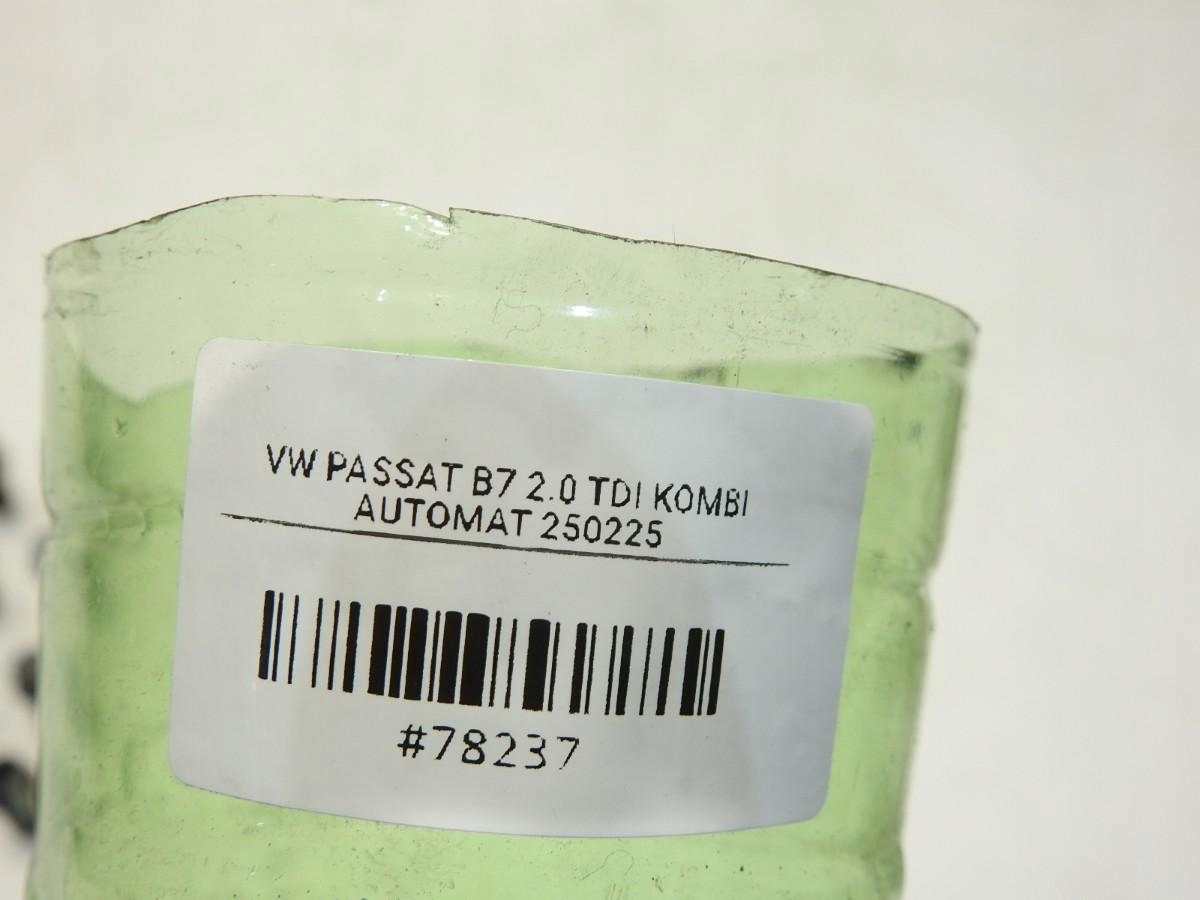 VW PASSAT B7 2.0 TDI KOMBI
AUTOMAT 250225
#78237